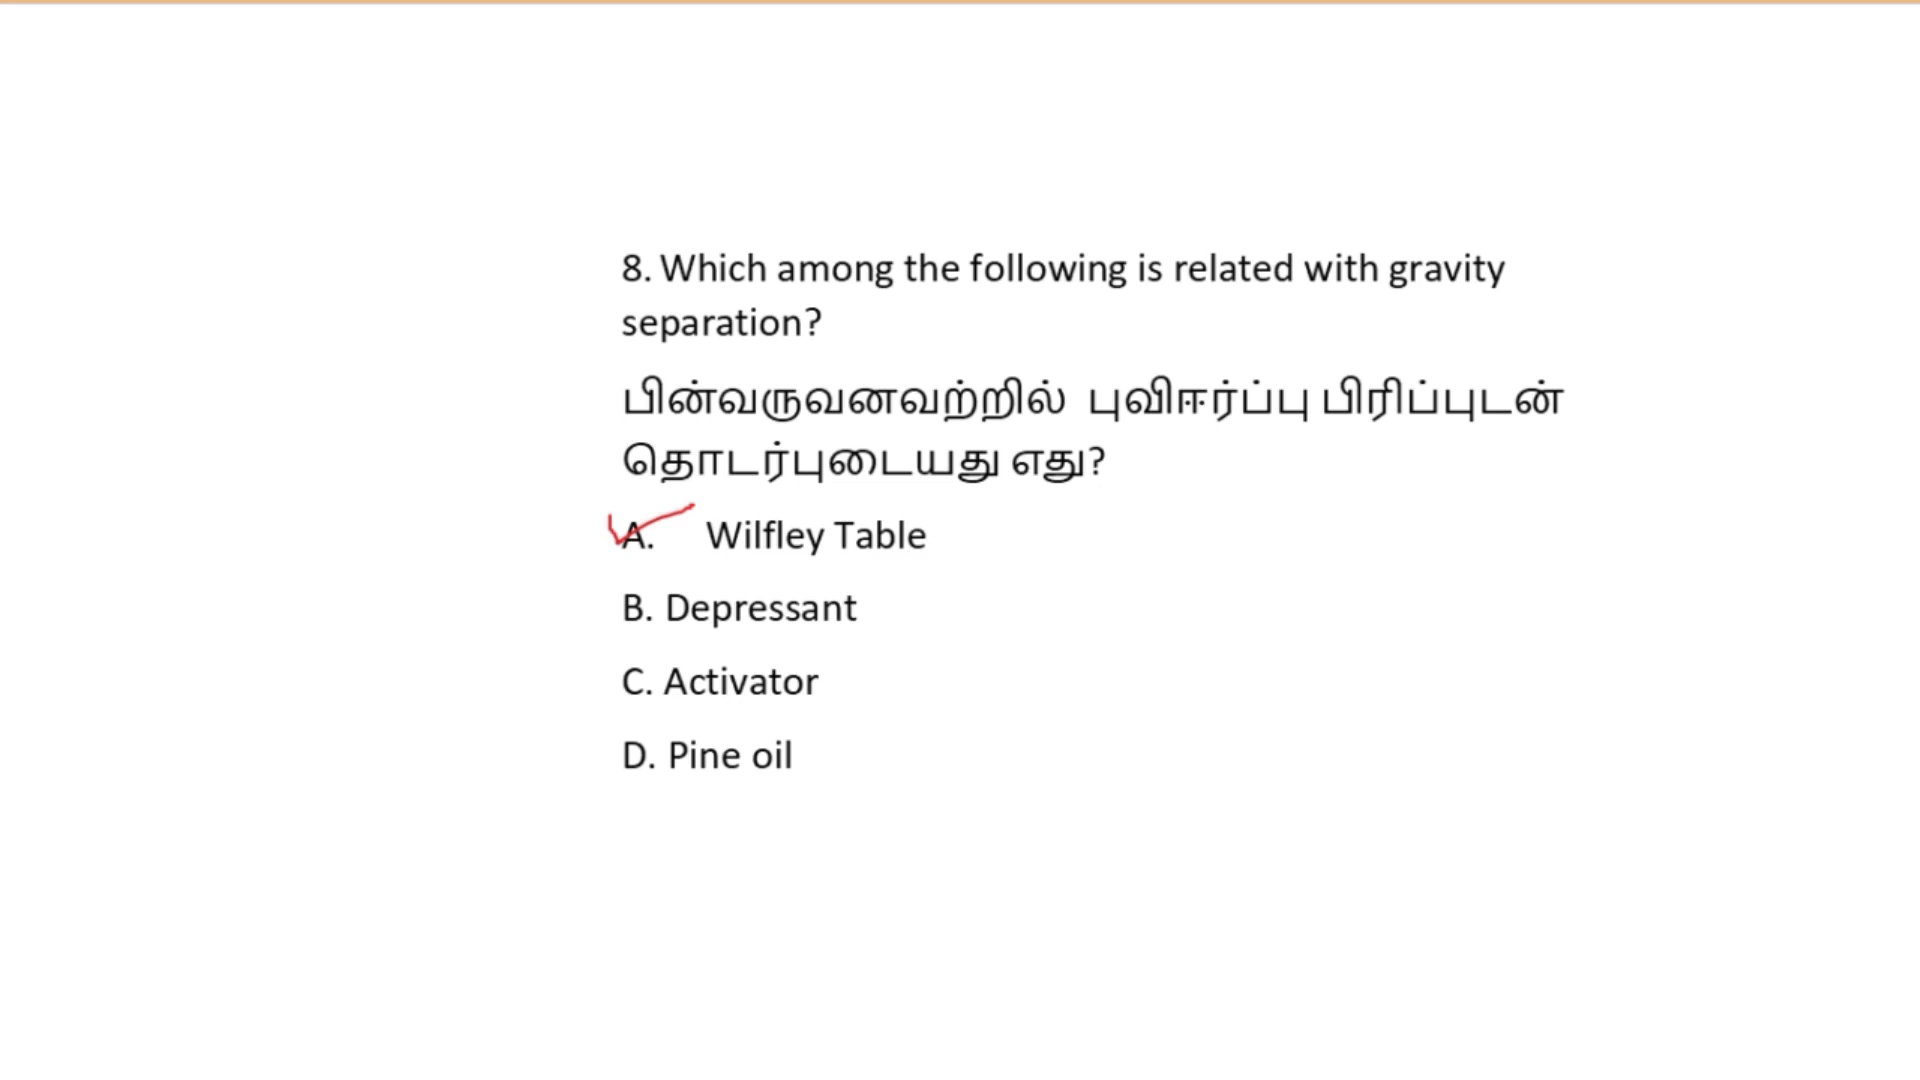 8. Which among the following is related with gravity
separation?
பின்வருவனவற்றில் புவிஈர்ப்பு பிரிப்புடன்
தொடர்புடையது எது?
A. Wilfley Table
B. Depressant
C. Activator
D. Pine oil